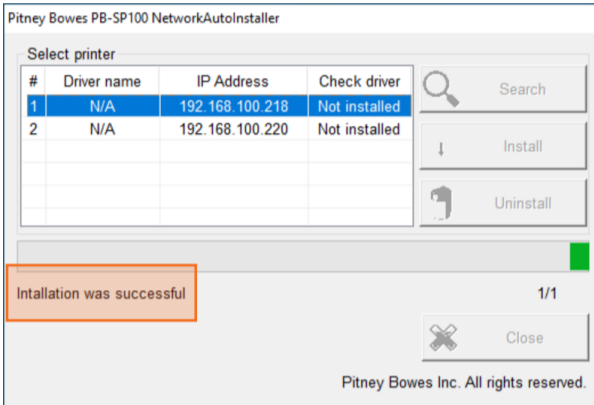 Pitney Bowes PB-SP100 NetworkAutoInstaller
Select printer
# Driver name IP Address Check driver
1 N/A 192.168.100.218 Not installed
2 N/A 192.168.100.220 Not installed
Search
Install
Uninstall
Intallation was successful 1/1
Close
Pitney Bowes Inc. All rights reserved.